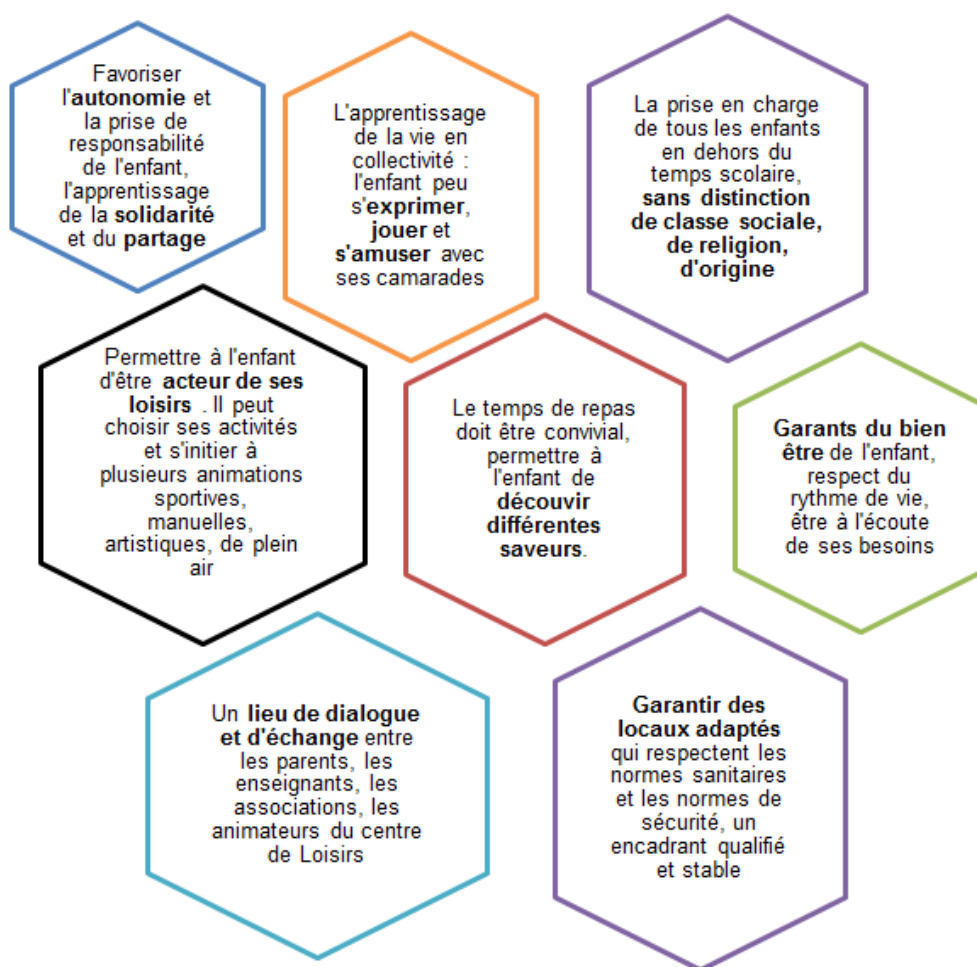 Favoriser
l'autonomie et
la prise de
responsabilité
de l'enfant,
l'apprentissage
de la solidarité
et du partage
L'apprentissage
de la vie en
collectivité :
l'enfant peu
s'exprimer,
jouer et
s'amuser avec
ses camarades
La prise en charge
de tous les enfants
en dehors du
temps scolaire,
sans distinction
de classe sociale,
de religion,
d'origine
Permettre à l'enfant
d'être acteur de ses
loisirs . Il peut
choisir ses activités
et s'initier à
plusieurs animations
sportives,
manuelles,
artistiques, de plein
air
Le temps de repas
doit être convivial,
permettre à
l'enfant de
découvir
différentes
saveurs.
Garants du bien
être de l'enfant,
respect du
rythme de vie,
être à l'écoute
de ses besoins
Un lieu de dialogue
et d'échange entre
les parents, les
enseignants, les
associations, les
animateurs du centre
de Loisirs
Garantir des
locaux adaptés
qui respectent les
normes sanitaires
et les normes de
sécurité, un
encadrant qualifié
et stable